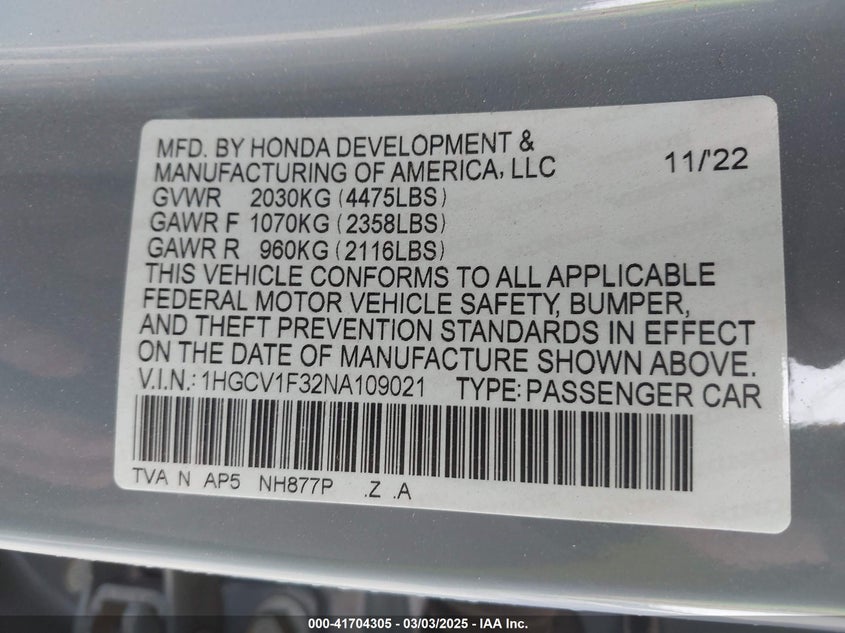 MFD. BY HONDA DEVELOPMENT &
MANUFACTURING OF AMERICA, LLC 11/'22
GVWR 2030KG (4475LBS)
GAWR F 1070KG (2358LBS)
GAWR R 960KG (2116LBS)
THIS VEHICLE CONFORMS TO ALL APPLICABLE
FEDERAL MOTOR VEHICLE SAFETY, BUMPER,
AND THEFT PREVENTION STANDARDS IN EFFECT
ON THE DATE OF MANUFACTURE SHOWN ABOVE.
V.I.N.: 1HGCV1F32NA109021 TYPE: PASSENGER CAR
TVA N AP5 NH877P .Z .A
000-41704305 - 03/03/2025 - IAAI.com